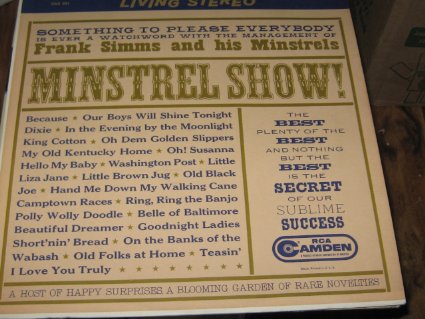 LIVING STEREO
SOMETHING TO PLEASE EVERYBODY
IS EVER A WATCHWORD WITH THE MANAGEMENT OF
Frank Simms and his Minstrels
MINSTREL SHOW!
Because ★ Our Boys Will Shine Tonight
Dixie ★ In the Evening by the Moonlight
King Cotton ★ Oh Dem Golden Slippers
My Old Kentucky Home ★ Oh! Susanna
Hello My Baby ★ Washington Post ★ Little
Liza Jane ★ Little Brown Jug ★ Old Black
Joe ★ Hand Me Down My Walking Cane
Camptown Races ★ Ring, Ring the Banjo
Polly Wolly Doodle ★ Belle of Baltimore
Beautiful Dreamer ★ Goodnight Ladies
Short'nin' Bread ★ On the Banks of the
Wabash ★ Old Folks at Home ★ Teasin'
I Love You Truly ★ ★ ★ ★ ★ ★ ★
THE
BEST
PLENTY OF THE
BEST
AND NOTHING
BUT THE
BEST
IS THE
SECRET
OF OUR
SUBLIME
SUCCESS
RCA
CAMDEN
A HOST OF HAPPY SURPRISES, A BLOOMING GARDEN OF RARE NOVELTIES